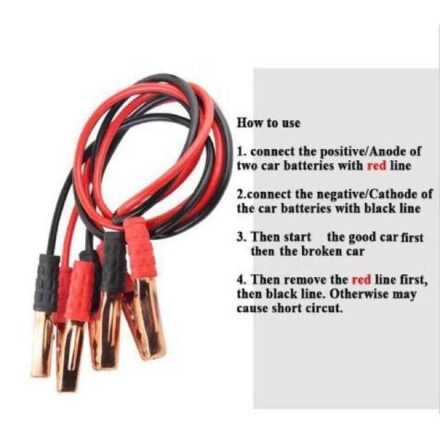 How to use
1. connect the positive/Anode of
two car batteries with red line
2.connect the negative/Cathode of
the car batteries with black line
3. Then start the good car first
then the broken car
4. Then remove the red line first,
then black line. Otherwise may
cause short circut.